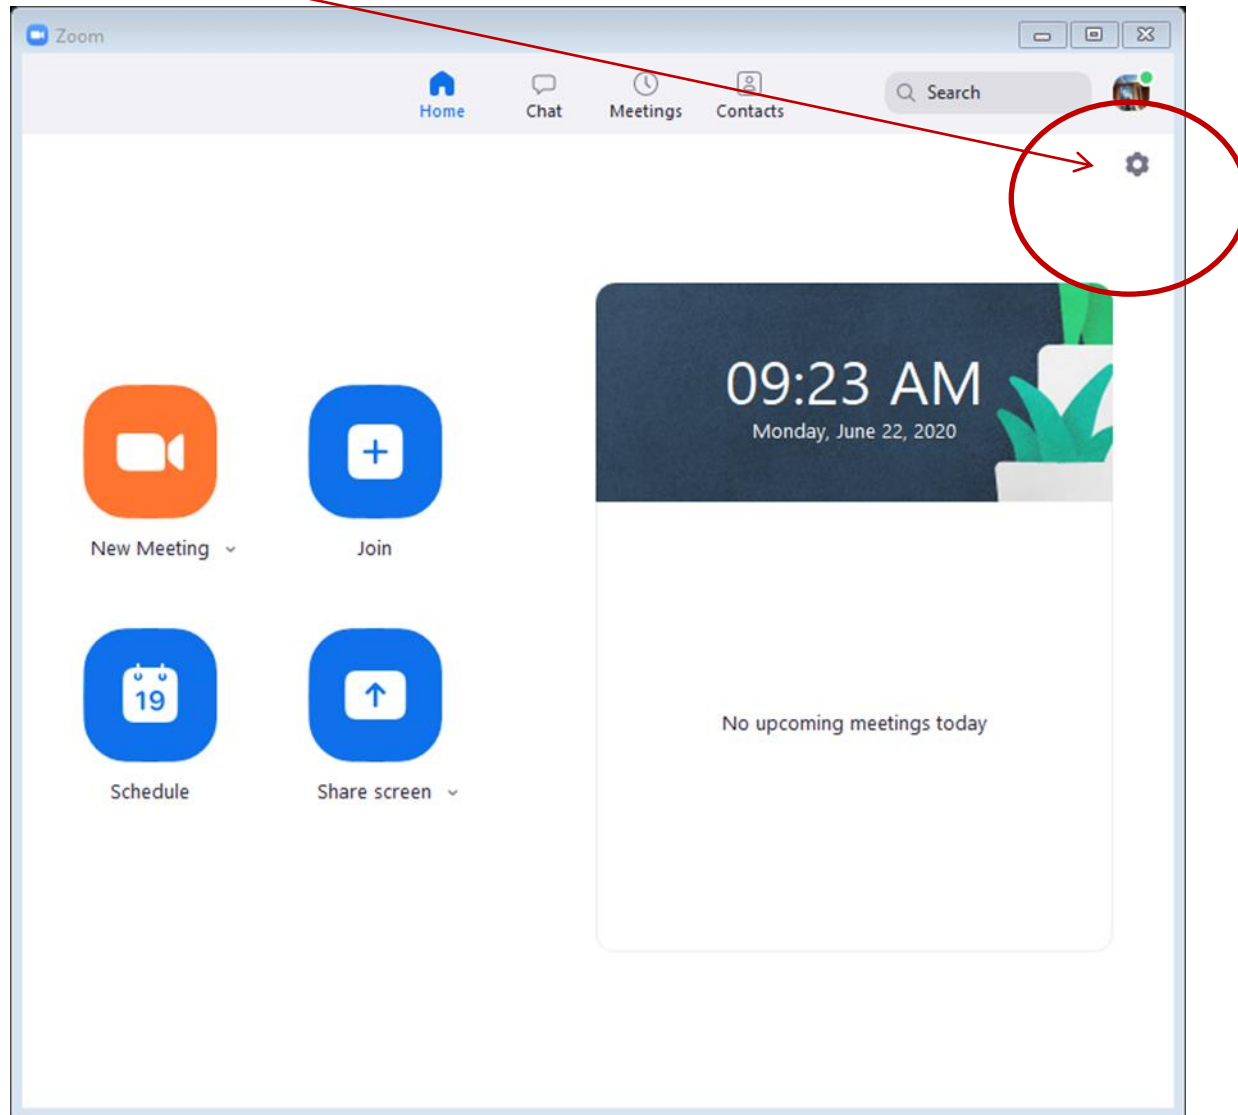 Zoom
Home
Chat
Meetings
Contacts
Search
09:23 AM
Monday, June 22, 2020
New Meeting
Join
19
Schedule
Share screen
No upcoming meetings today